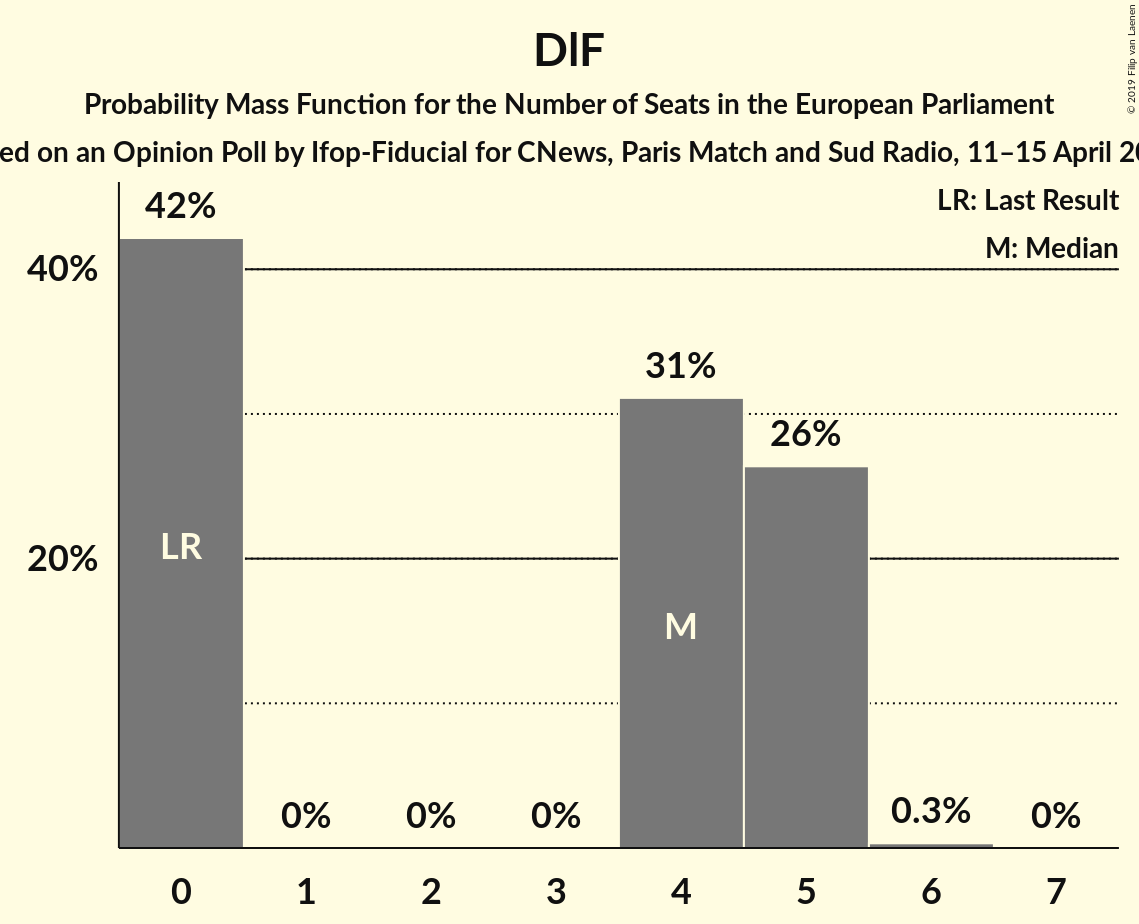 DlF
Probability Mass Function for the Number of Seats in the European Parliament
ed on an Opinion Poll by Ifop-Fiducial for CNews, Paris Match and Sud Radio, 11–15 April 20
© 2019 Filip van Laenen
LR: Last Result
M: Median
42%
40%
31%
26%
LR
20%
M
0% 0% 0% 0.3% 0%
0 1 2 3 4 5 6 7